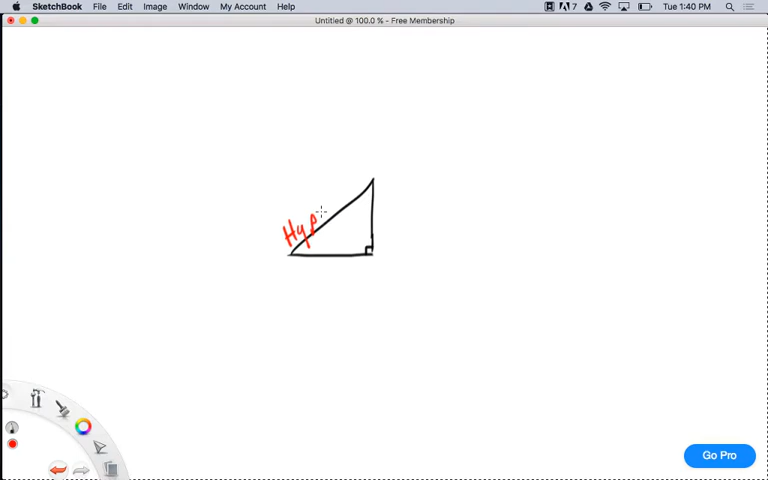 SketchBook File Edit Image Window My Account Help 7 Tue 1:40 PM
Untitled @ 100.0 % - Free Membership
Hyp
Go Pro